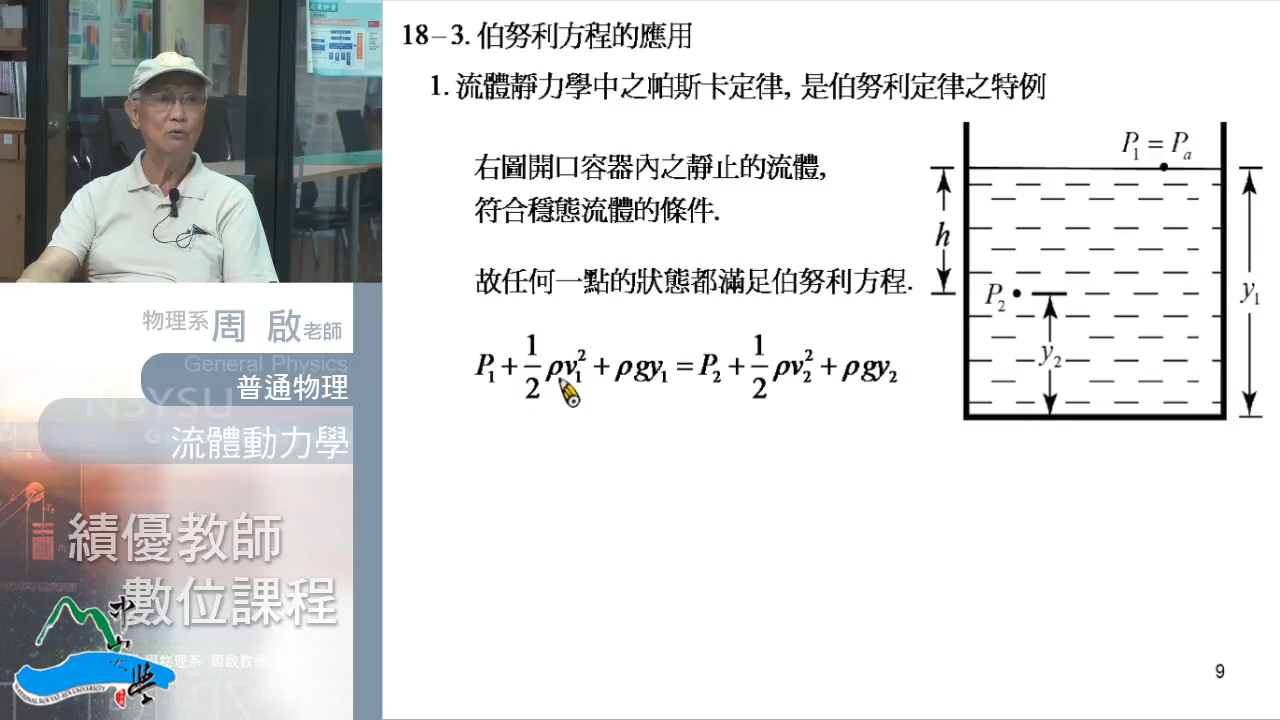 18－3. 伯努利方程的應用
1. 流體靜力學中之帕斯卡定律, 是伯努利定律之特例
右圖開口容器內之靜止的流體,
符合穩態流體的條件.
故任何一點的狀態都滿足伯努利方程.
P₁ + 1/2 ρv₁² + ρgy₁ = P₂ + 1/2 ρv₂² + ρgy₂
P₁ = Pₐ
h
P₂
y₂
y₁
9
物理系 周 啟 老師
General Physics
普通物理
NSYSU
流體動力學
績優教師
數位課程